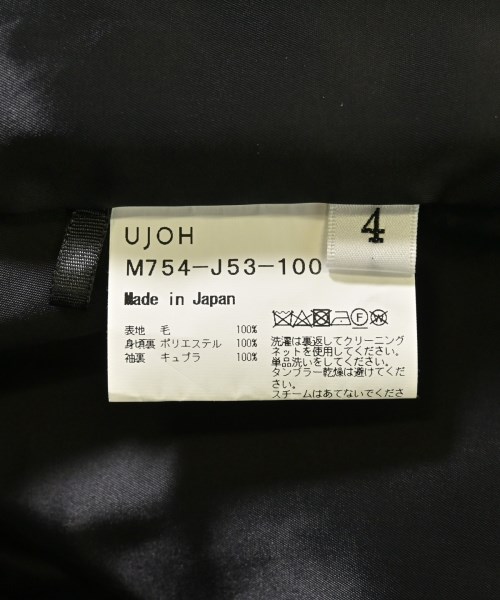 UJOH
4
M754-J53-100
Made in Japan
表地 毛 100%
身頃裏 ポリエステル 100%
袖裏 キュプラ 100%
洗濯は裏返してクリーニング
ネットを使用してください。
単品洗いをしてください。
タンブラー乾燥は避けてくだ
さい。
スチームはあてないでくださ